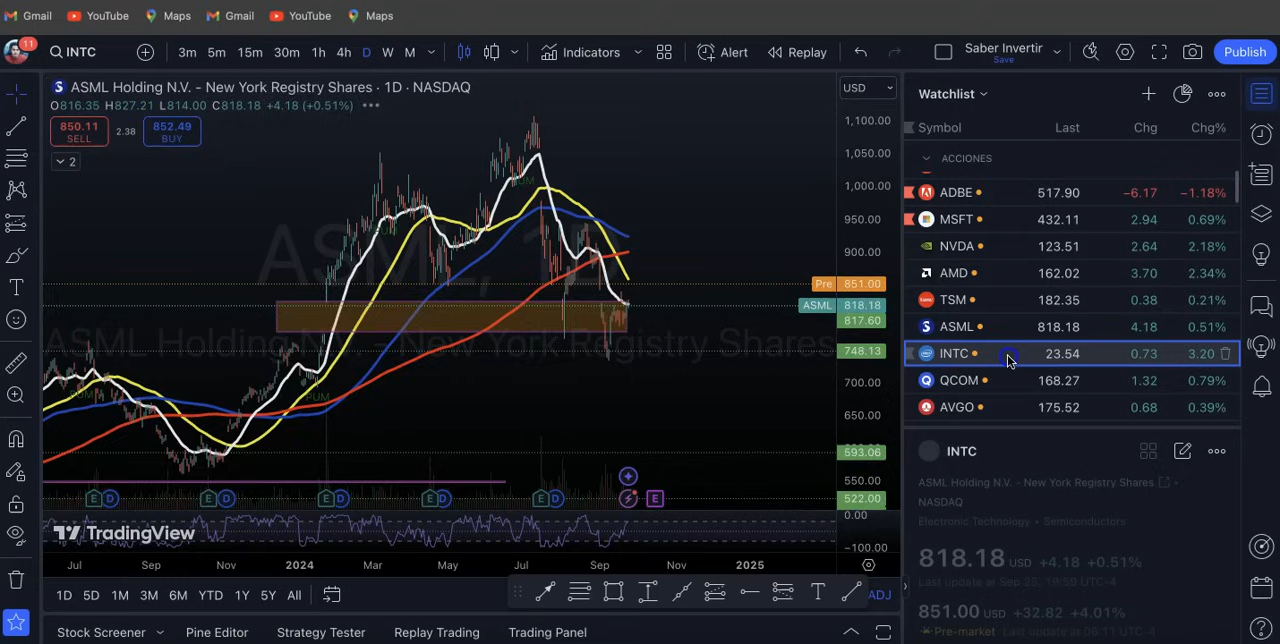 Gmail YouTube Maps Gmail YouTube Maps
11
INTC 3m 5m 15m 30m 1h 4h D W M Indicators Alert Replay Saber Invertir Save Publish
ASML Holding N.V. - New York Registry Shares · 1D · NASDAQ
O816.35 H827.21 L814.00 C818.18 +4.18 (+0.51%)
850.11 SELL 2.38 852.49 BUY
2
USD
1,100.00
1,050.00
1,000.00
950.00
900.00
Pre 851.00
ASML 818.18
817.60
748.13
700.00
650.00
593.06
550.00
522.00
0.00
−100.00
ASML, 1D
ASML Holding N.V. - New York Registry Shares
PUM
PUM
E D E D E D E D E D E
TradingView
Jul Sep Nov 2024 Mar May Jul Sep Nov 2025
1D 5D 1M 3M 6M YTD 1Y 5Y All ADJ
Stock Screener Pine Editor Strategy Tester Replay Trading Trading Panel
Watchlist
Symbol Last Chg Chg%
ACCIONES
ADBE 517.90 −6.17 −1.18%
MSFT 432.11 2.94 0.69%
NVDA 123.51 2.64 2.18%
AMD 162.02 3.70 2.34%
TSM 182.35 0.38 0.21%
ASML 818.18 4.18 0.51%
INTC 23.54 0.73 3.20
QCOM 168.27 1.32 0.79%
AVGO 175.52 0.68 0.39%
INTC
ASML Holding N.V. - New York Registry Shares
NASDAQ
Electronic Technology • Semiconductors
818.18 USD +4.18 +0.51%
851.00 USD +32.82 +4.01%
Pre-market